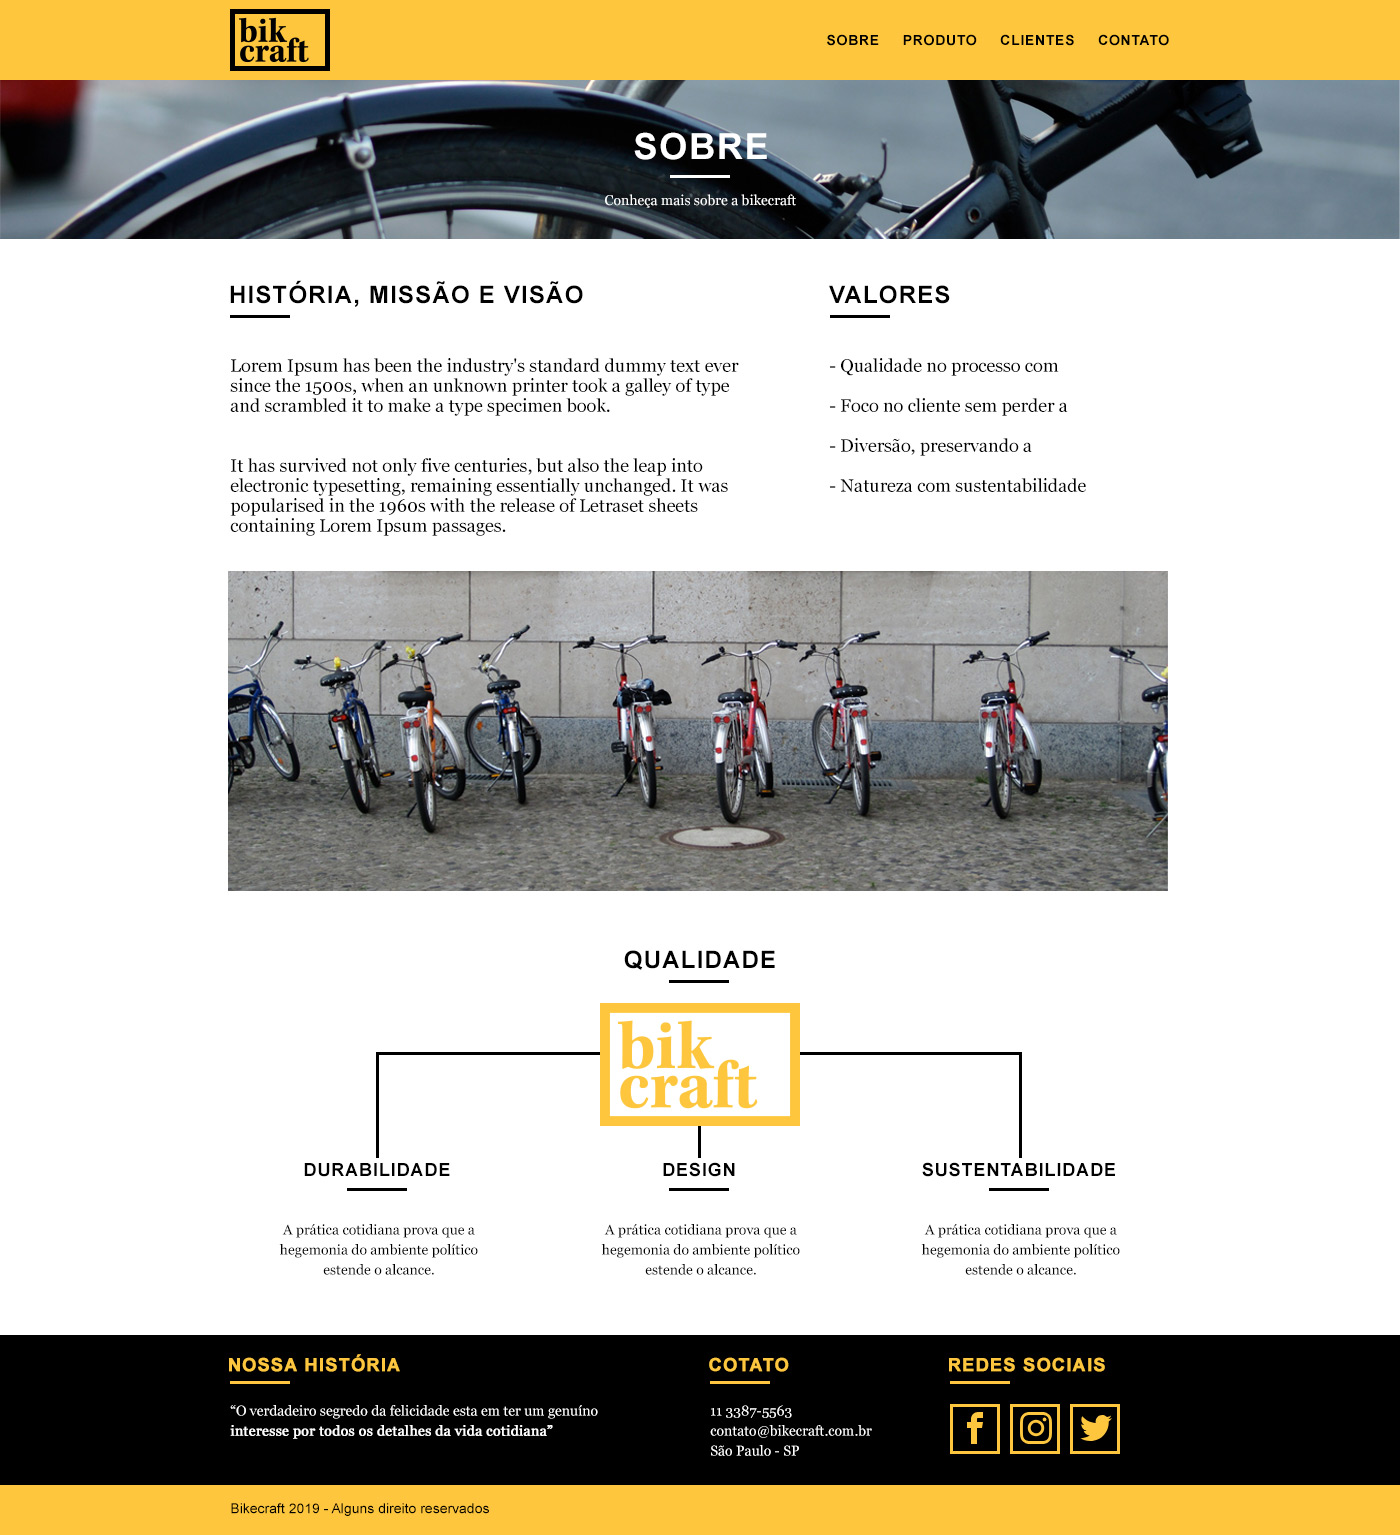 bik
craft
SOBRE PRODUTO CLIENTES CONTATO
SOBRE
Conheça mais sobre a bikecraft
HISTÓRIA, MISSÃO E VISÃO
Lorem Ipsum has been the industry's standard dummy text ever
since the 1500s, when an unknown printer took a galley of type
and scrambled it to make a type specimen book.
It has survived not only five centuries, but also the leap into
electronic typesetting, remaining essentially unchanged. It was
popularised in the 1960s with the release of Letraset sheets
containing Lorem Ipsum passages.
VALORES
- Qualidade no processo com
- Foco no cliente sem perder a
- Diversão, preservando a
- Natureza com sustentabilidade
QUALIDADE
bik
craft
DURABILIDADE
A prática cotidiana prova que a
hegemonia do ambiente político
estende o alcance.
DESIGN
A prática cotidiana prova que a
hegemonia do ambiente político
estende o alcance.
SUSTENTABILIDADE
A prática cotidiana prova que a
hegemonia do ambiente político
estende o alcance.
NOSSA HISTÓRIA
“O verdadeiro segredo da felicidade esta em ter um genuíno
interesse por todos os detalhes da vida cotidiana”
COTATO
11 3387-5563
contato@bikecraft.com.br
São Paulo - SP
REDES SOCIAIS
Bikecraft 2019 - Alguns direito reservados